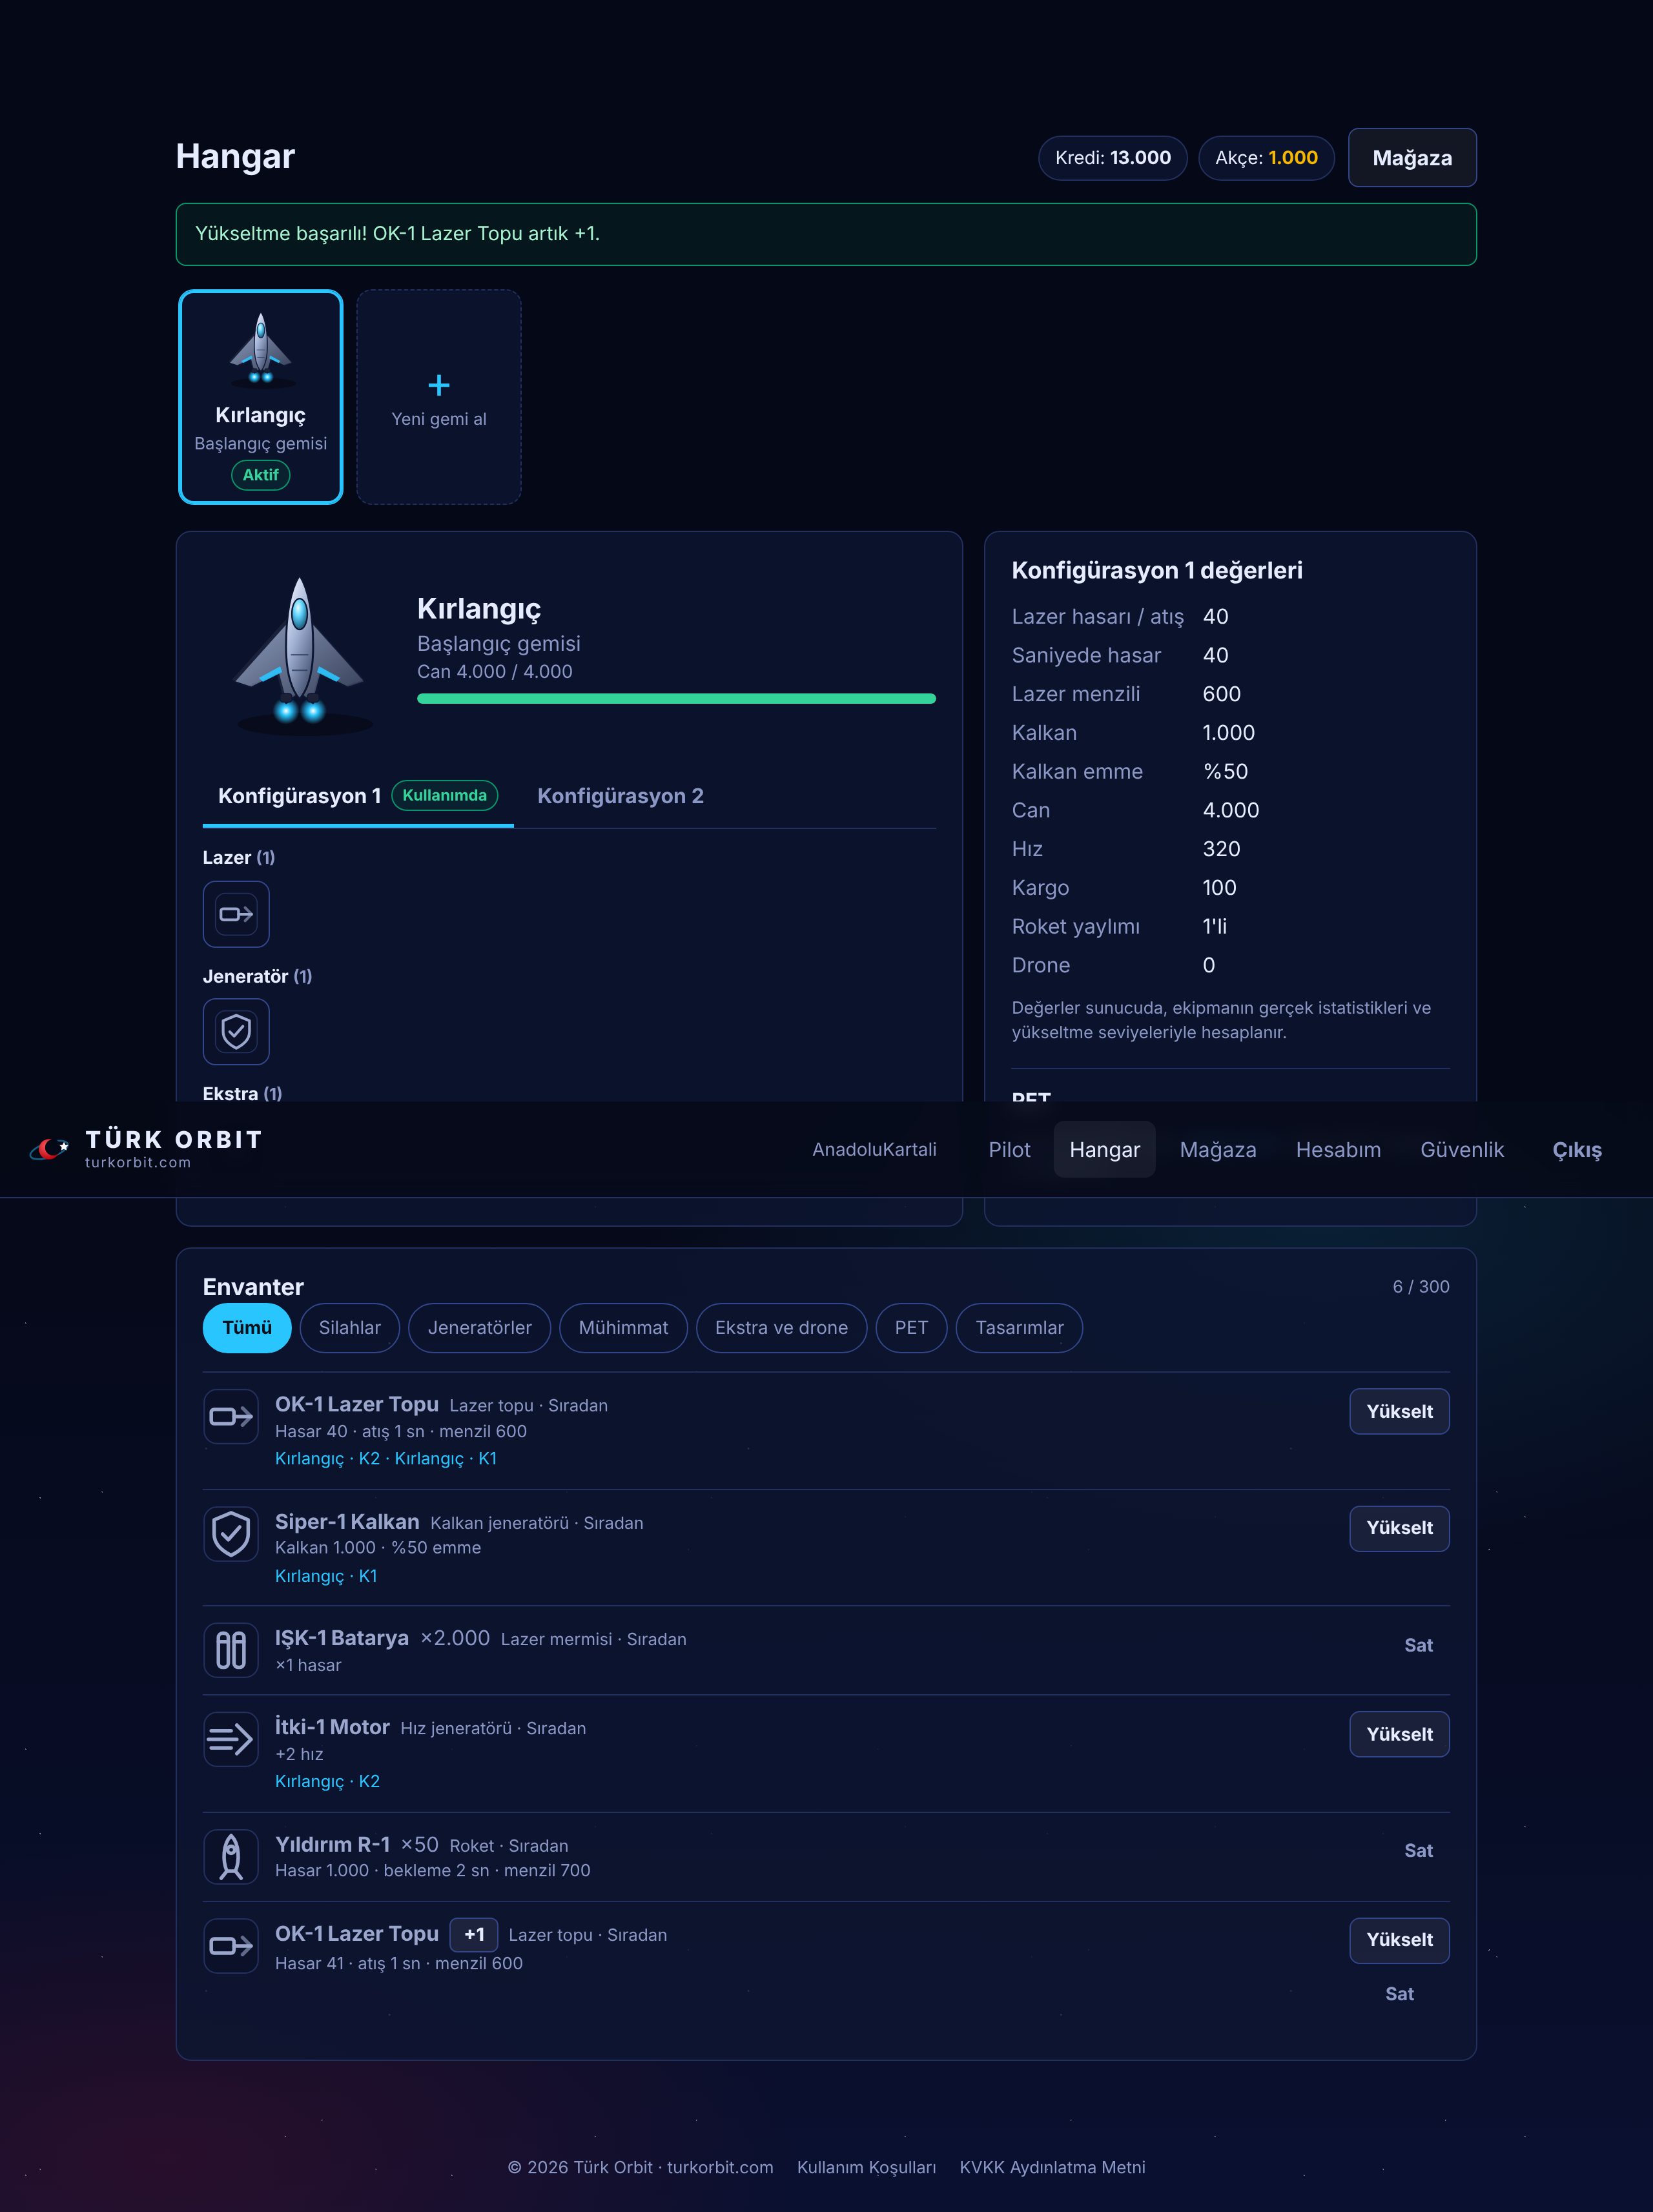 Hangar
Kredi: 13.000
Akçe: 1.000
Mağaza
Yükseltme başarılı! OK-1 Lazer Topu artık +1.
Kırlangıç
Başlangıç gemisi
Aktif
+
Yeni gemi al
Kırlangıç
Başlangıç gemisi
Can 4.000 / 4.000
Konfigürasyon 1 Kullanımda
Konfigürasyon 2
Lazer (1)
Jeneratör (1)
Ekstra (1)
Konfigürasyon 1 değerleri
Lazer hasarı / atış 40
Saniyede hasar 40
Lazer menzili 600
Kalkan 1.000
Kalkan emme %50
Can 4.000
Hız 320
Kargo 100
Roket yaylımı 1'li
Drone 0
Değerler sunucuda, ekipmanın gerçek istatistikleri ve
yükseltme seviyeleriyle hesaplanır.
PET
TÜRK ORBIT
turkorbit.com
AnadoluKartali
Pilot
Hangar
Mağaza
Hesabım
Güvenlik
Çıkış
Envanter
6 / 300
Tümü
Silahlar
Jeneratörler
Mühimmat
Ekstra ve drone
PET
Tasarımlar
OK-1 Lazer Topu Lazer topu · Sıradan
Hasar 40 · atış 1 sn · menzil 600
Kırlangıç · K2 · Kırlangıç · K1
Yükselt
Siper-1 Kalkan Kalkan jeneratörü · Sıradan
Kalkan 1.000 · %50 emme
Kırlangıç · K1
Yükselt
IŞK-1 Batarya ×2.000 Lazer mermisi · Sıradan
×1 hasar
Sat
İtki-1 Motor Hız jeneratörü · Sıradan
+2 hız
Kırlangıç · K2
Yükselt
Yıldırım R-1 ×50 Roket · Sıradan
Hasar 1.000 · bekleme 2 sn · menzil 700
Sat
OK-1 Lazer Topu +1 Lazer topu · Sıradan
Hasar 41 · atış 1 sn · menzil 600
Yükselt
Sat
© 2026 Türk Orbit · turkorbit.com Kullanım Koşulları KVKK Aydınlatma Metni